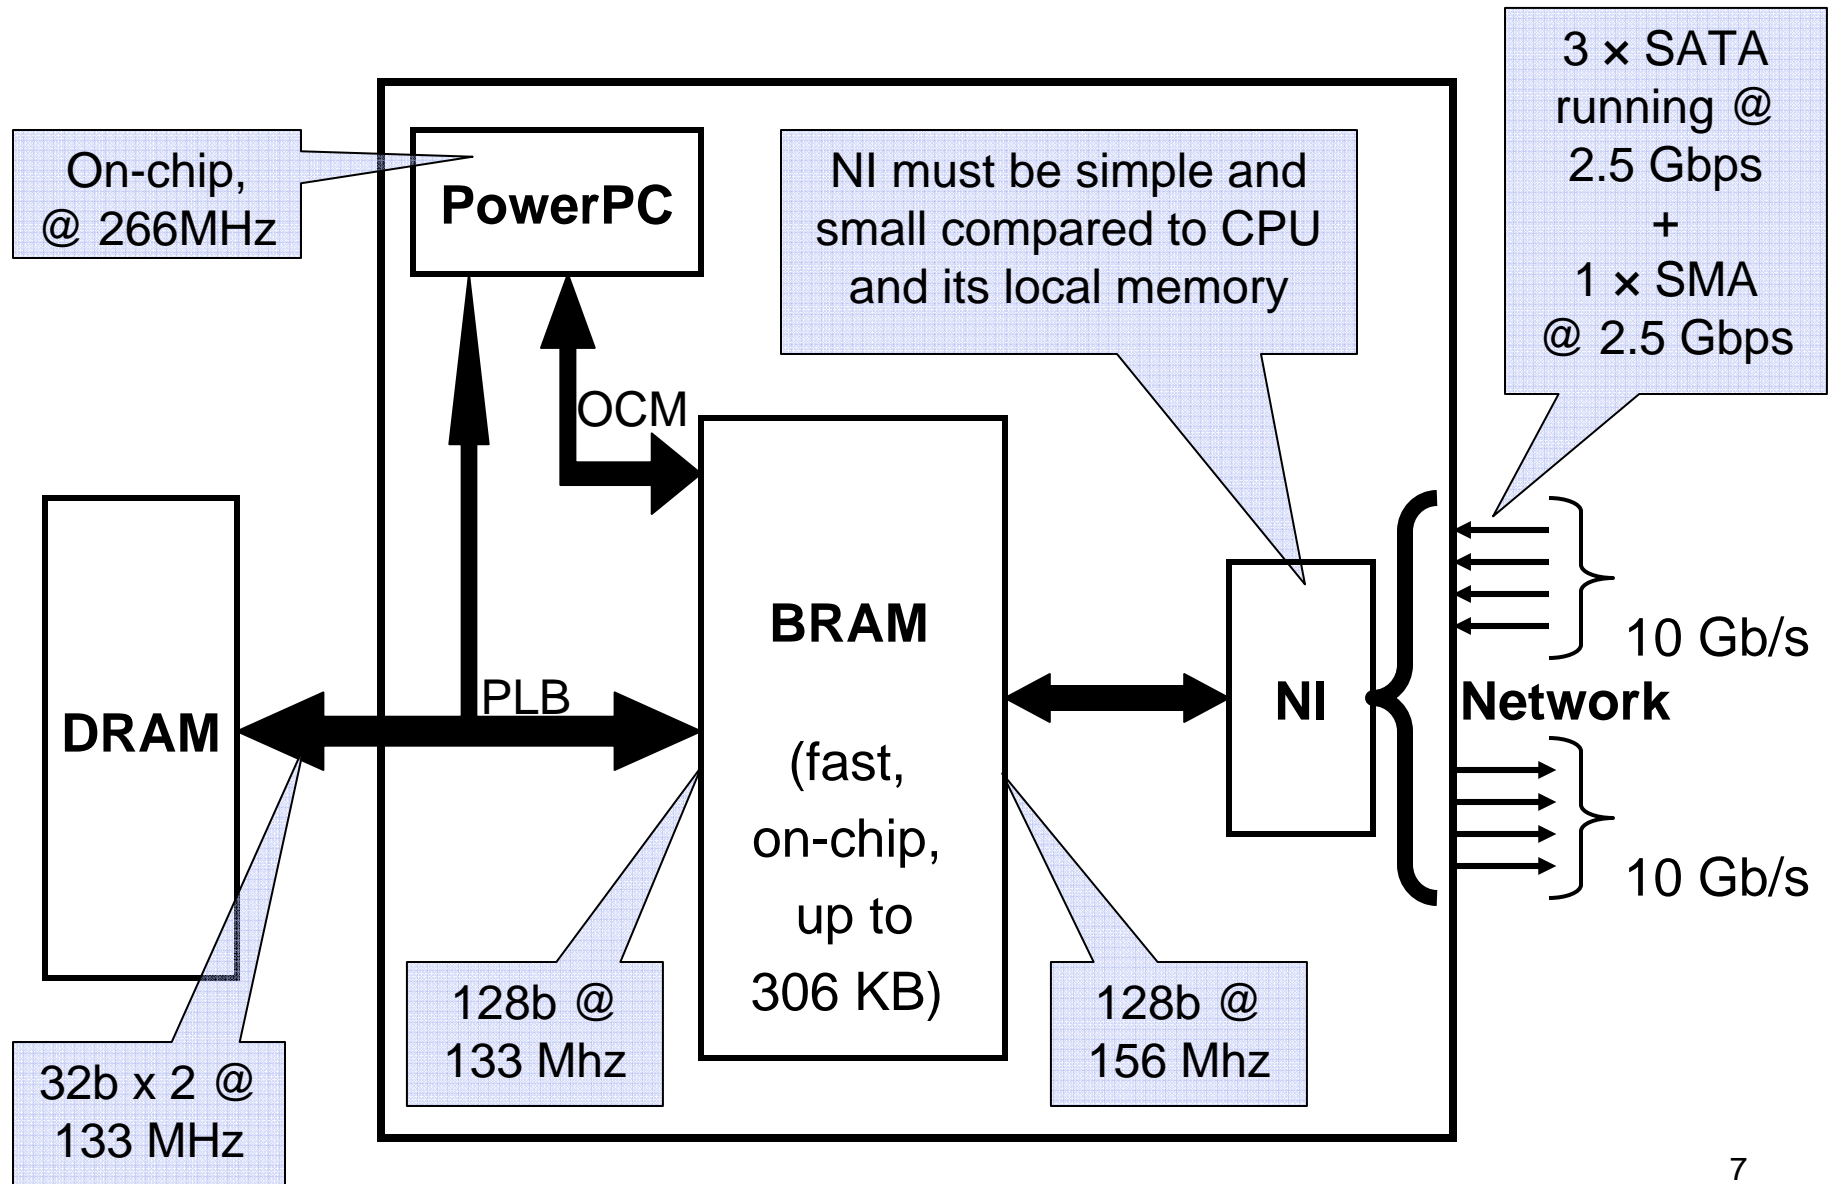 3 × SATA
running @
2.5 Gbps
+
1 × SMA
@ 2.5 Gbps
On-chip,
@ 266MHz
PowerPC
NI must be simple and
small compared to CPU
and its local memory
OCM
BRAM
(fast,
on-chip,
up to
306 KB)
PLB
DRAM
NI
10 Gb/s
Network
10 Gb/s
128b @
133 Mhz
128b @
156 Mhz
32b x 2 @
133 MHz
7